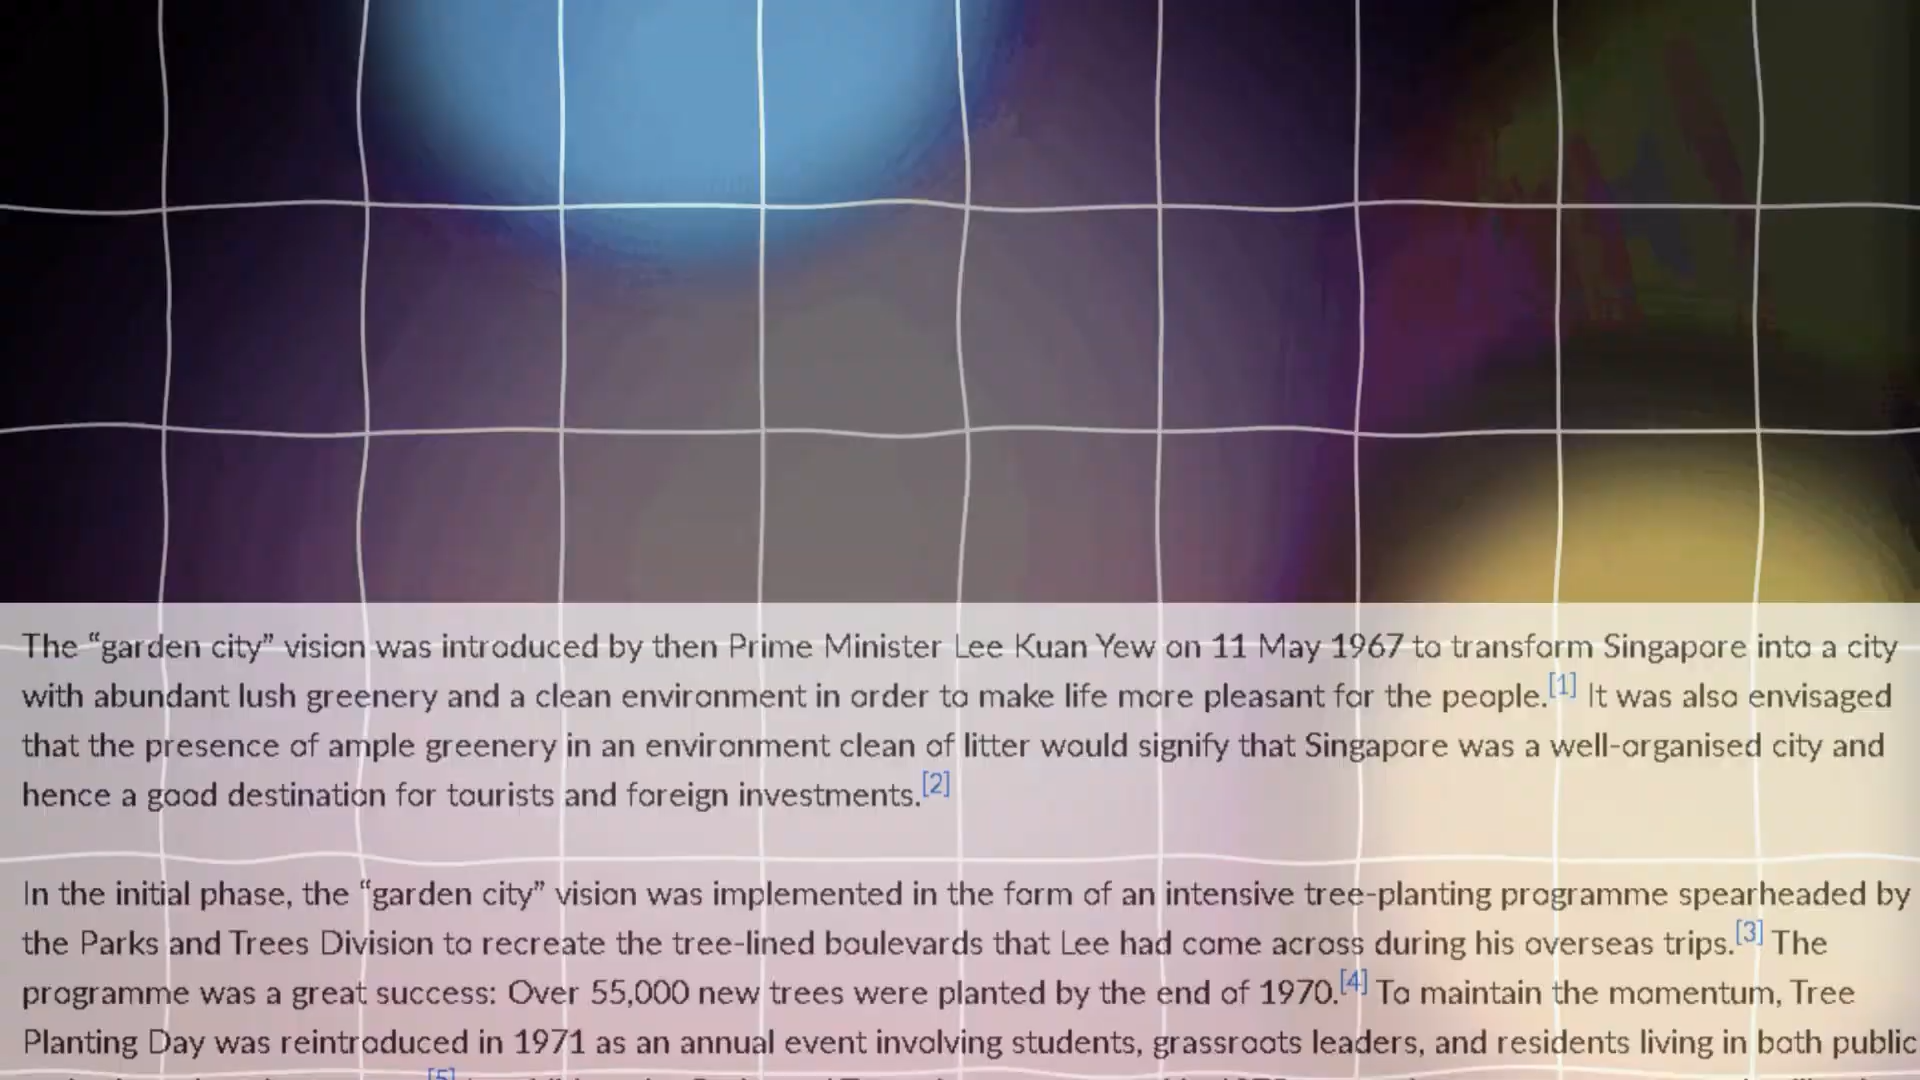 The “garden city” vision was introduced by then Prime Minister Lee Kuan Yew on 11 May 1967 to transform Singapore into a city
with abundant lush greenery and a clean environment in order to make life more pleasant for the people.[1] It was also envisaged
that the presence of ample greenery in an environment clean of litter would signify that Singapore was a well-organised city and
hence a good destination for tourists and foreign investments.[2]
In the initial phase, the “garden city” vision was implemented in the form of an intensive tree-planting programme spearheaded by
the Parks and Trees Division to recreate the tree-lined boulevards that Lee had come across during his overseas trips.[3] The
programme was a great success: Over 55,000 new trees were planted by the end of 1970.[4] To maintain the momentum, Tree
Planting Day was reintroduced in 1971 as an annual event involving students, grassroots leaders, and residents living in both public
[5]